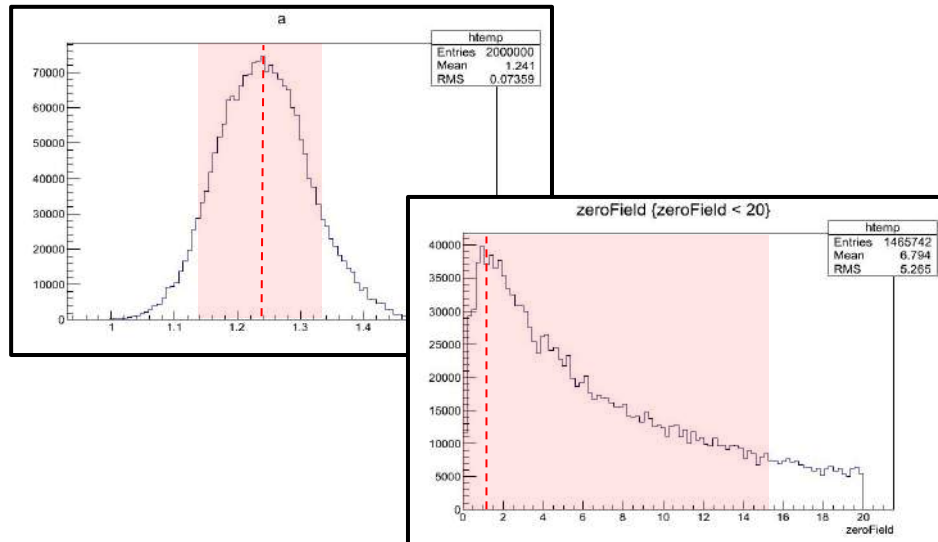 a
htemp
Entries 2000000
Mean 1.241
RMS 0.07359
70000
60000
50000
40000
30000
20000
10000
0
1 1.1 1.2 1.3 1.4
zeroField {zeroField < 20}
htemp
Entries 1465742
Mean 6.794
RMS 5.265
40000
35000
30000
25000
20000
15000
10000
5000
0
0 2 4 6 8 10 12 14 16 18 20
zeroField